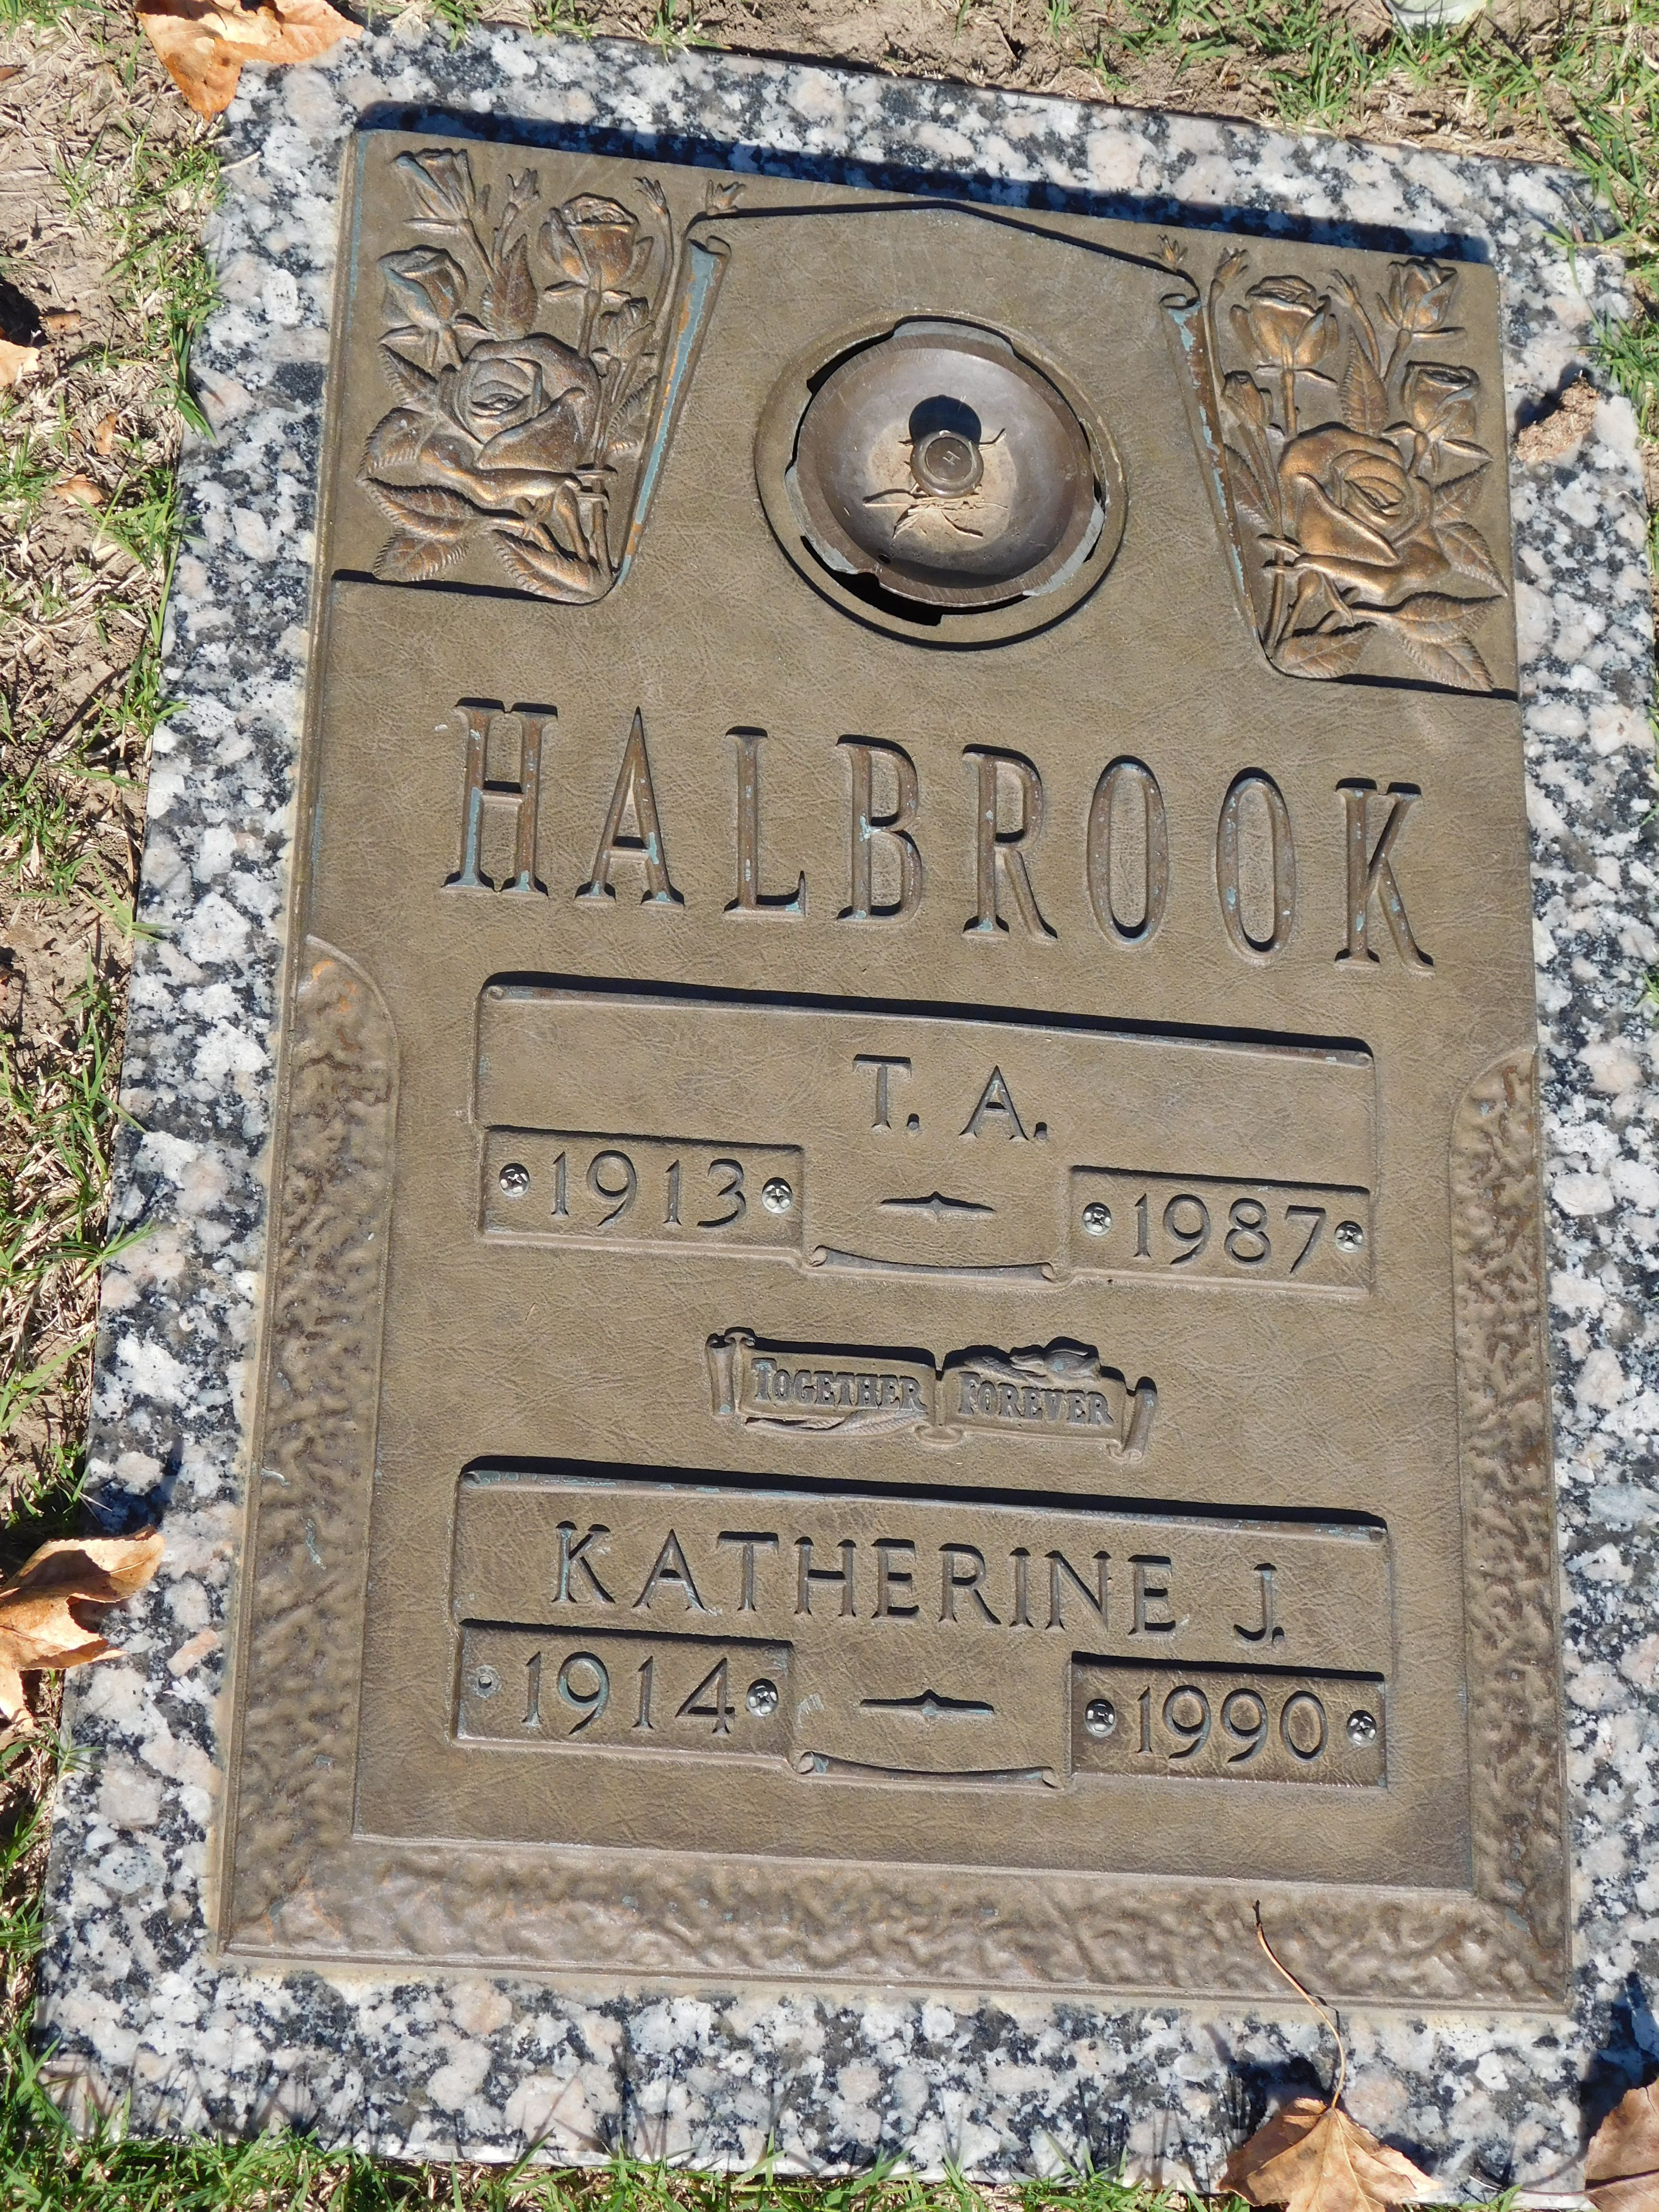 H
HALBROOK
T. A.
1913 1987
TOGETHER FOREVER
KATHERINE J.
1914 1990